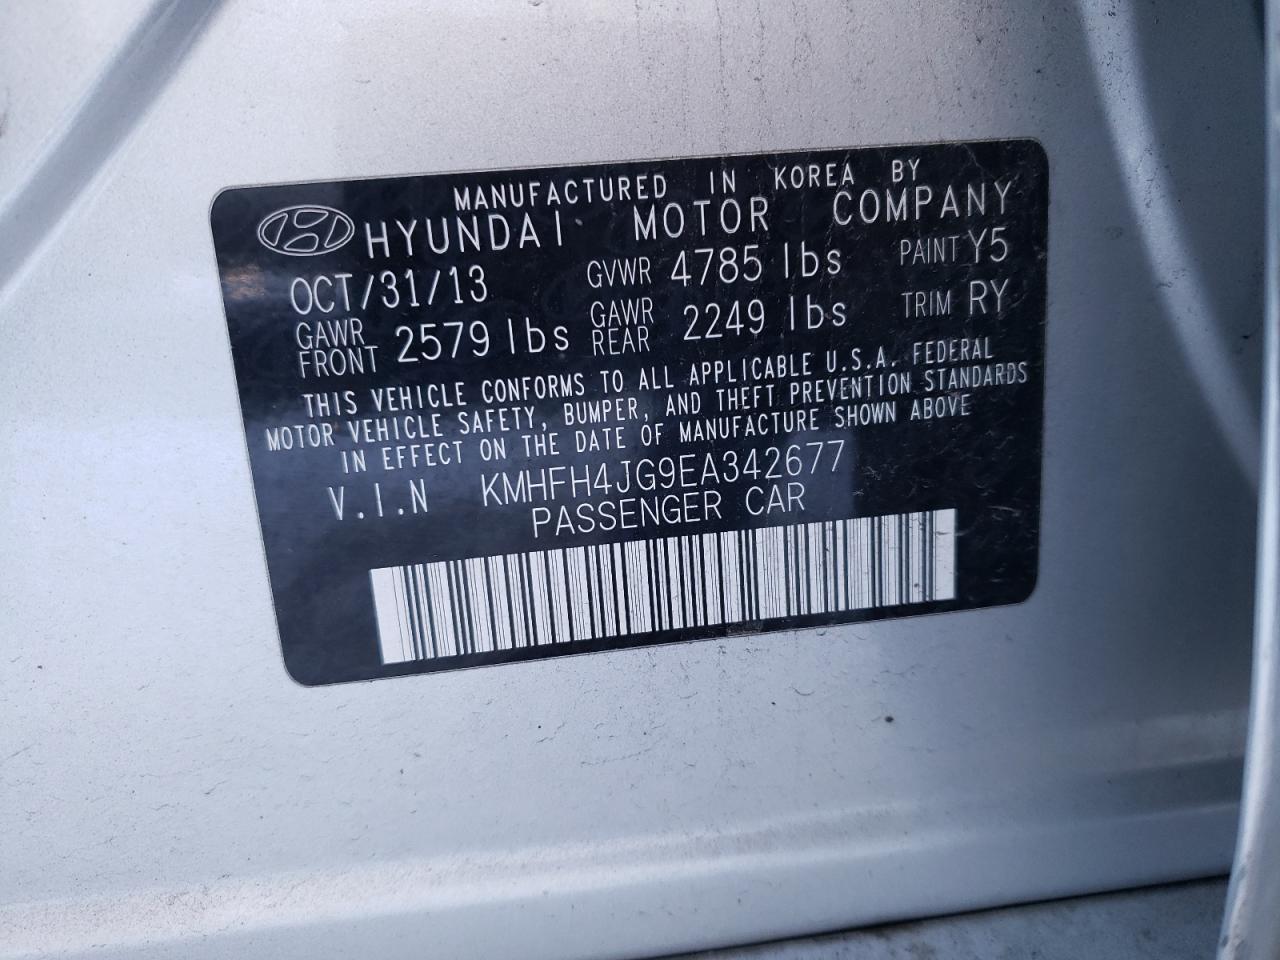 MANUFACTURED IN KOREA BY
HYUNDAI MOTOR COMPANY
OCT/31/13 GVWR 4785 lbs PAINT Y5
GAWR FRONT 2579 lbs GAWR REAR 2249 lbs TRIM RY
THIS VEHICLE CONFORMS TO ALL APPLICABLE U.S.A. FEDERAL
MOTOR VEHICLE SAFETY, BUMPER, AND THEFT PREVENTION STANDARDS
IN EFFECT ON THE DATE OF MANUFACTURE SHOWN ABOVE
V.I.N KMHFH4JG9EA342677
PASSENGER CAR